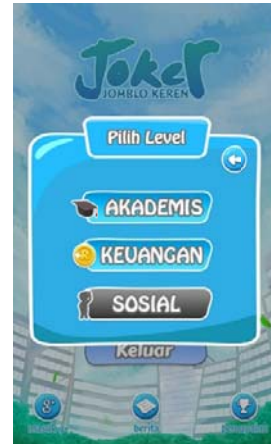 JOKER
JOMBLO KEREN
Pilih Level
AKADEMIS
KEUANGAN
SOSIAL
Keluar
berita